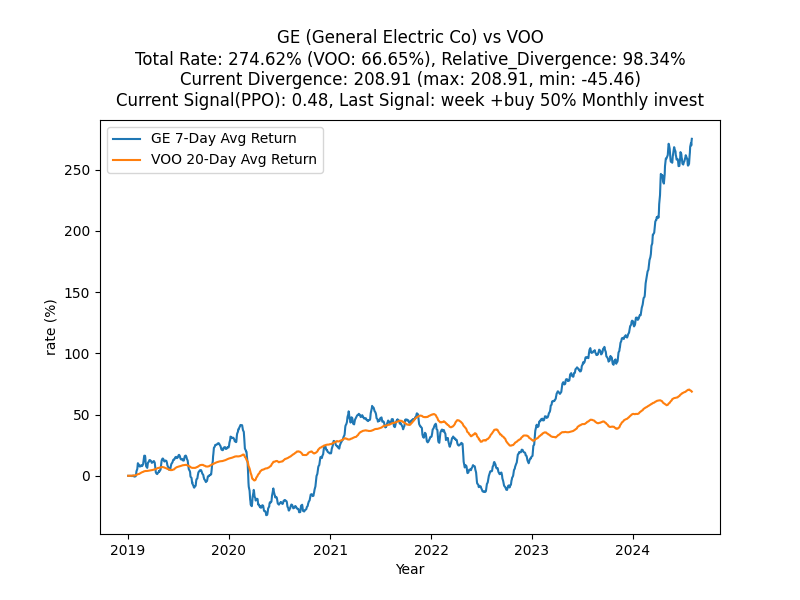 GE (General Electric Co) vs VOO
Total Rate: 274.62% (VOO: 66.65%), Relative_Divergence: 98.34%
Current Divergence: 208.91 (max: 208.91, min: -45.46)
Current Signal(PPO): 0.48, Last Signal: week +buy 50% Monthly invest
GE 7-Day Avg Return
VOO 20-Day Avg Return
250
200
150
100
50
0
rate (%)
2019
2020
2021
2022
2023
2024
Year